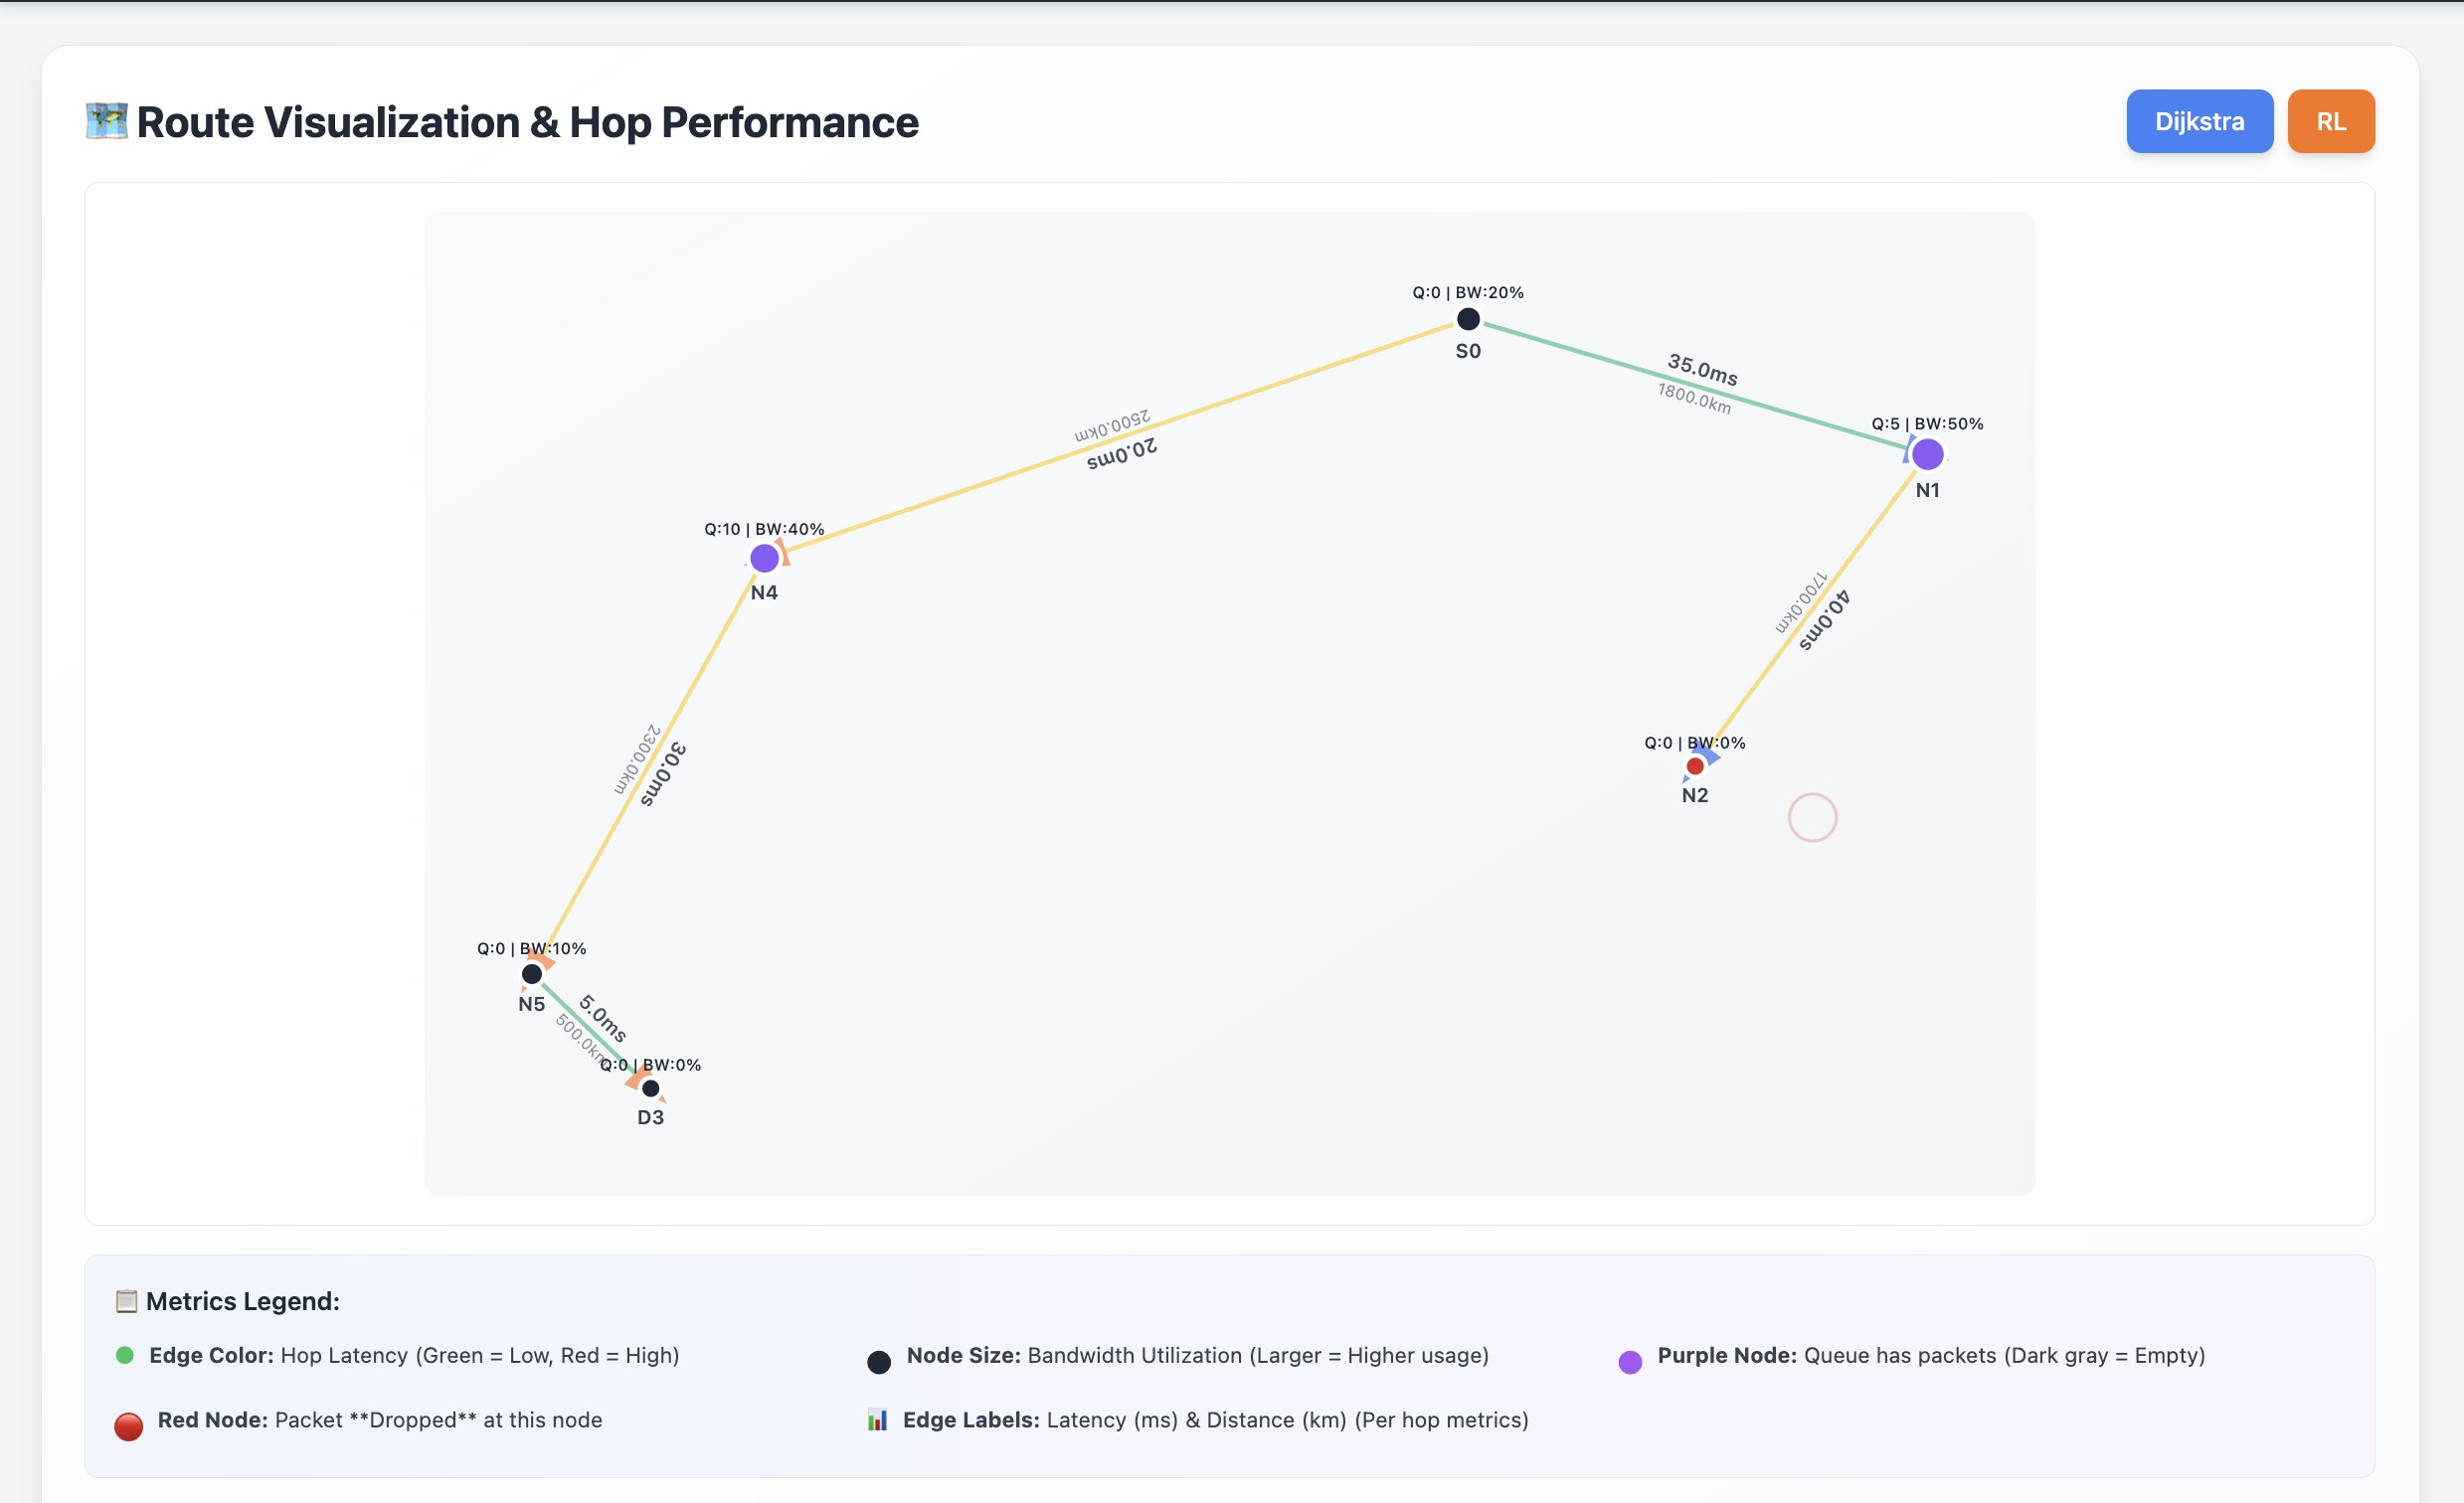 Route Visualization & Hop Performance
Dijkstra
RL
Q:0 | BW:20%
S0
35.0ms
1800.0km
2500.0km
20.0ms
Q:5 | BW:50%
N1
Q:10 | BW:40%
N4
1700.0km
40.0ms
2300.0km
30.0ms
Q:0 | BW:0%
N2
Q:0 | BW:10%
N5
5.0ms
500.0km
Q:0 | BW:0%
D3
Metrics Legend:
Edge Color: Hop Latency (Green = Low, Red = High)
Node Size: Bandwidth Utilization (Larger = Higher usage)
Purple Node: Queue has packets (Dark gray = Empty)
Red Node: Packet **Dropped** at this node
Edge Labels: Latency (ms) & Distance (km) (Per hop metrics)